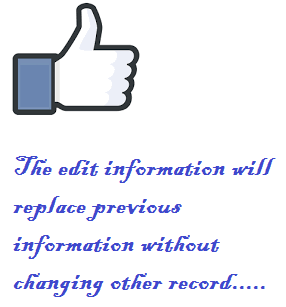 The edit information will
replace previous
information without
changing other record.....